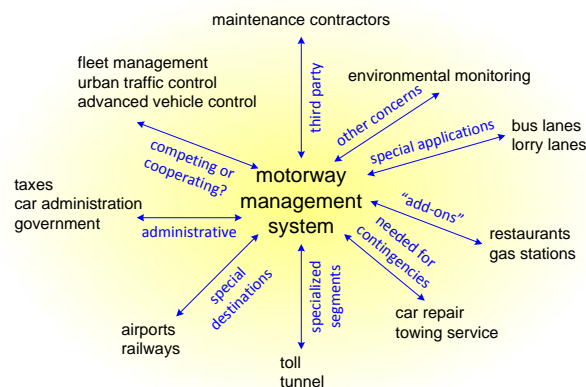 maintenance contractors
fleet management
urban traffic control
advanced vehicle control
third party
environmental monitoring
other concerns
special applications
bus lanes
lorry lanes
competing or
cooperating?
motorway
management
system
taxes
car administration
government
administrative
"add-ons"
restaurants
gas stations
needed for
contingencies
special
destinations
specialized
segments
car repair
towing service
airports
railways
toll
tunnel